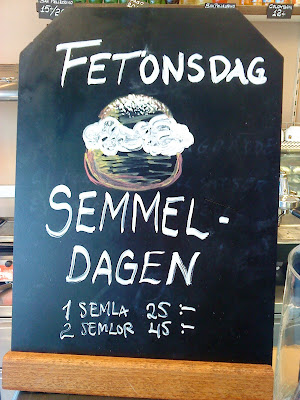 FETONSDAG
SEMMEL-
DAGEN
1 SEMLA 25:-
2 SEMLOR 45:-